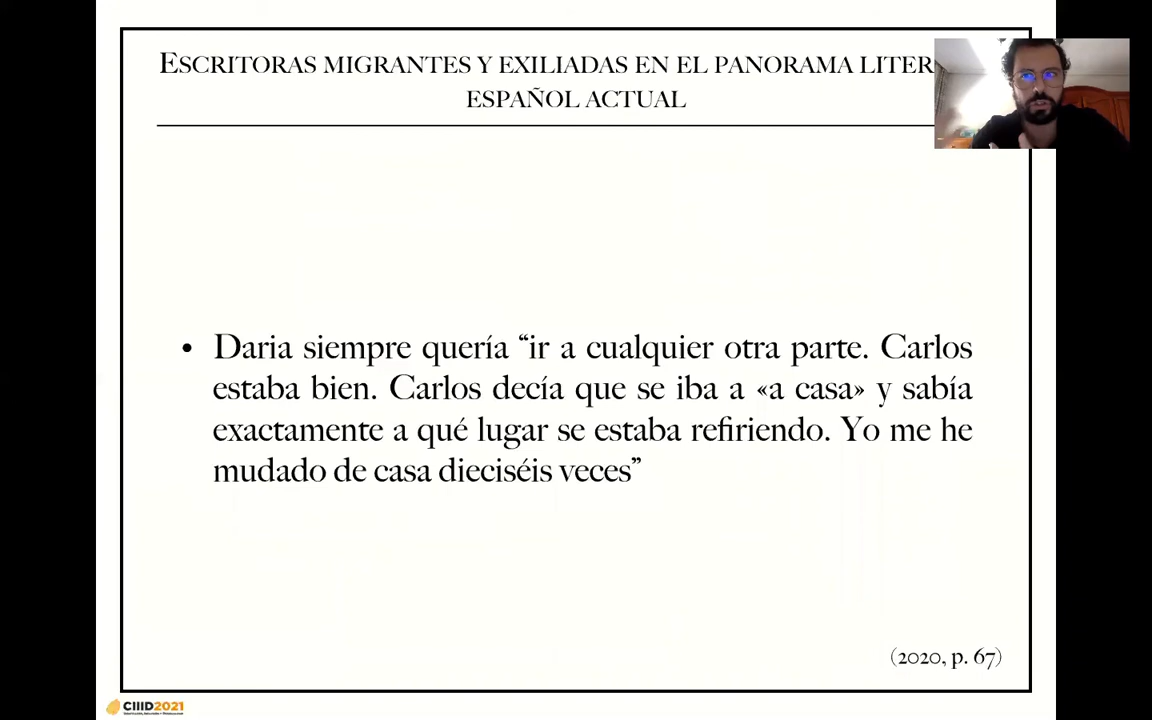 ESCRITORAS MIGRANTES Y EXILIADAS EN EL PANORAMA LITER
ESPAÑOL ACTUAL
• Daria siempre quería “ir a cualquier otra parte. Carlos
estaba bien. Carlos decía que se iba a «a casa» y sabía
exactamente a qué lugar se estaba refiriendo. Yo me he
mudado de casa dieciséis veces”
(2020, p. 67)
CIIID2021